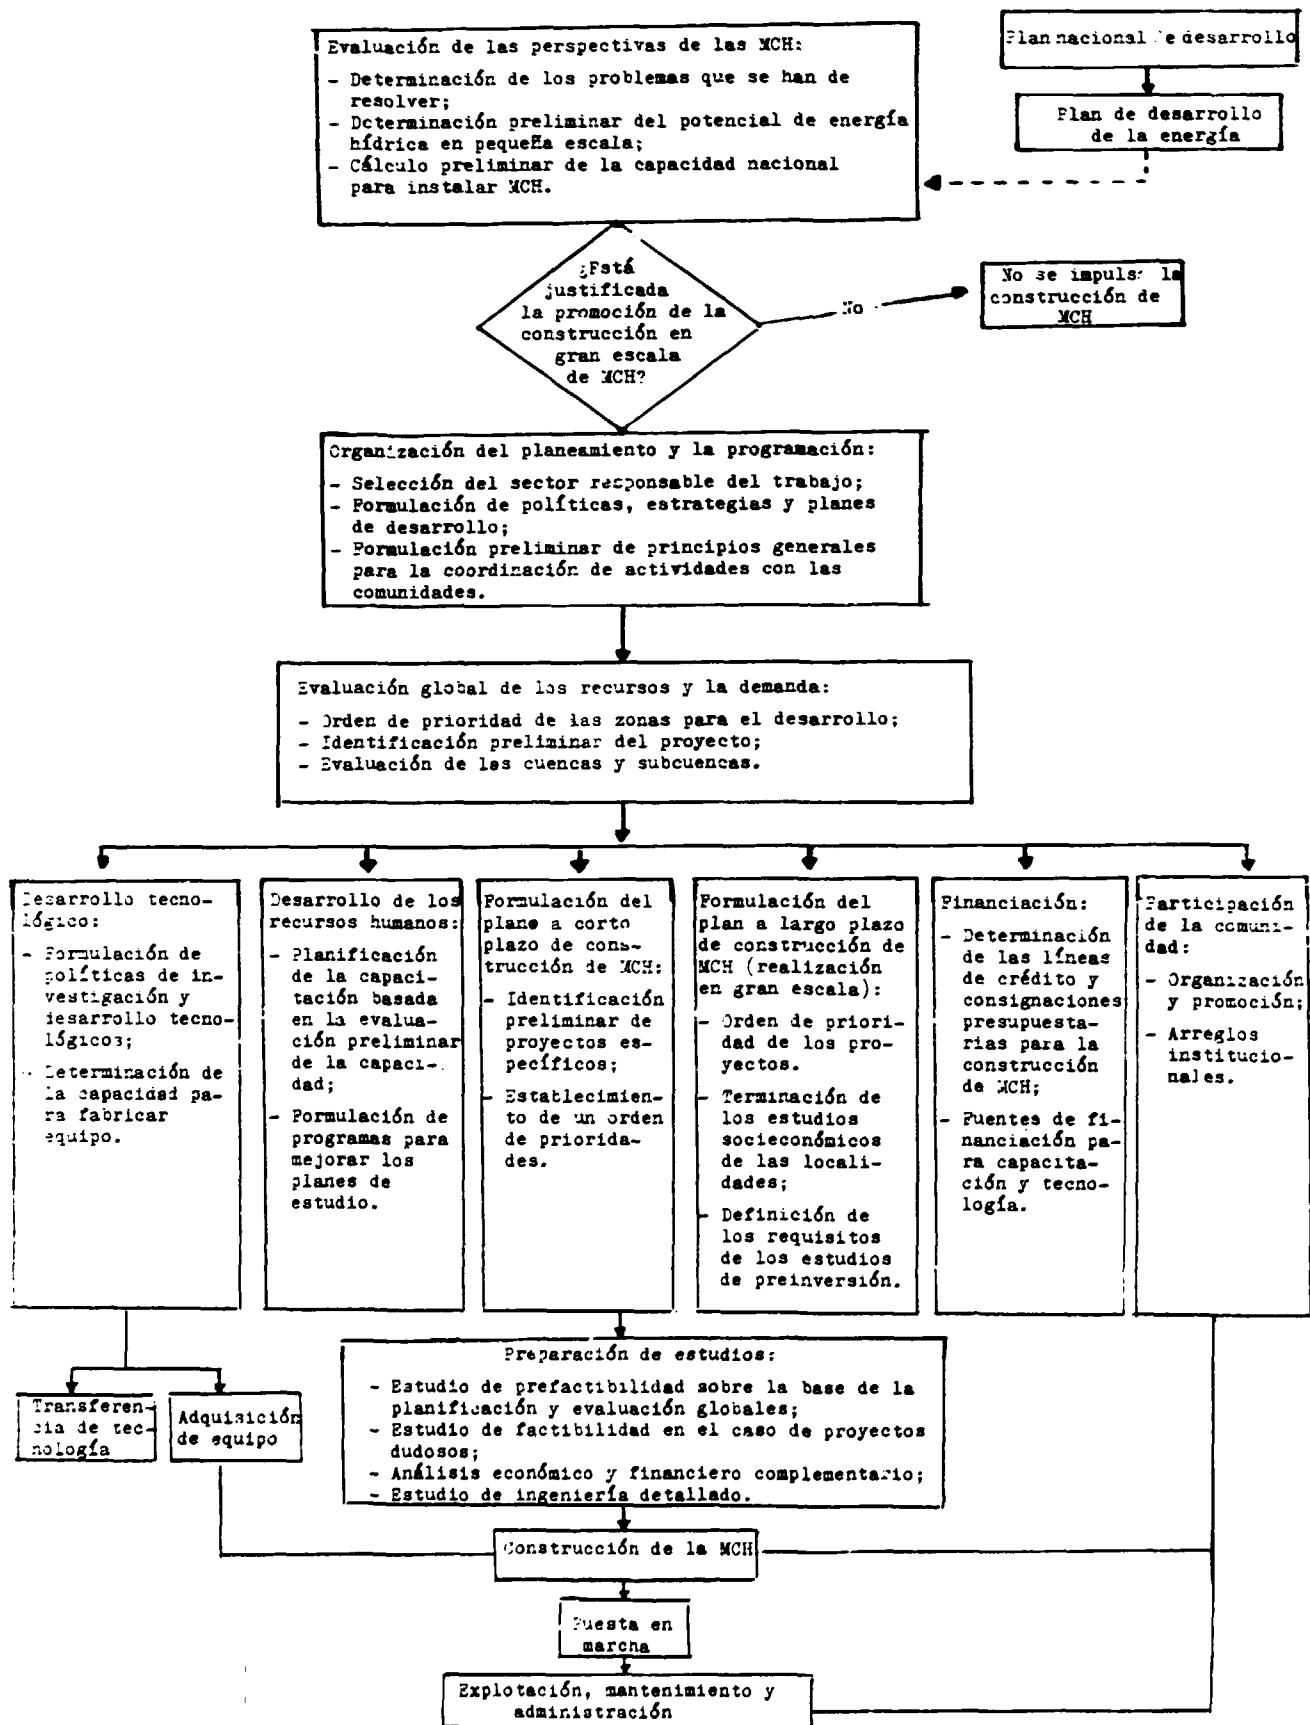 Evaluación de las perspectivas de las MCH:
- Determinación de los problemas que se han de
resolver;
- Determinación preliminar del potencial de energía
hídrica en pequeña escala;
- Cálculo preliminar de la capacidad nacional
para instalar MCH.
Plan nacional de desarrollo
Plan de desarrollo
de la energía
¿Está
justificada
la promoción de la
construcción en
gran escala
de MCH?
No
No se impulsa la
construcción de
MCH
Organización del planeamiento y la programación:
- Selección del sector responsable del trabajo;
- Formulación de políticas, estrategias y planes
de desarrollo;
- Formulación preliminar de principios generales
para la coordinación de actividades con las
comunidades.
Evaluación global de los recursos y la demanda:
- Orden de prioridad de las zonas para el desarrollo;
- Identificación preliminar del proyecto;
- Evaluación de las cuencas y subcuencas.
Desarrollo tecno-
lógico:
- Formulación de
políticas de in-
vestigación y
desarrollo tecno-
lógicos;
- Determinación de
la capacidad pa-
ra fabricar
equipo.
Desarrollo de los
recursos humanos:
- Planificación
de la capaci-
tación basada
en la evalua-
ción preliminar
de la capaci-
dad;
- Formulación de
programas para
mejorar los
planes de
estudio.
Formulación del
plane a corto
plazo de cons-
trucción de MCH:
- Identificación
preliminar de
proyectos es-
pecíficos;
- Establecimien-
to de un orden
de priorida-
des.
Formulación del
plan a largo plazo
de construcción de
MCH (realización
en gran escala):
- Orden de priori-
dad de los pro-
yectos.
- Terminación de
los estudios
socieconómicos
de las locali-
dades;
- Definición de
los requisitos
de los estudios
de preinversión.
Financiación:
- Determinación
de las líneas
de crédito y
consignaciones
presupuesta-
rias para la
construcción
de MCH;
- Fuentes de fi-
nanciación pa-
ra capacita-
ción y tecno-
logía.
Participación
de la comuni-
dad:
- Organización
y promoción;
- Arreglos
institucio-
nales.
Transferen-
cia de tec-
nología
Adquisición
de equipo
Preparación de estudios:
- Estudio de prefactibilidad sobre la base de la
planificación y evaluación globales;
- Estudio de factibilidad en el caso de proyectos
dudosos;
- Análisis económico y financiero complementario;
- Estudio de ingeniería detallado.
Construcción de la MCH
Puesta en
marcha
Explotación, mantenimiento y
administración